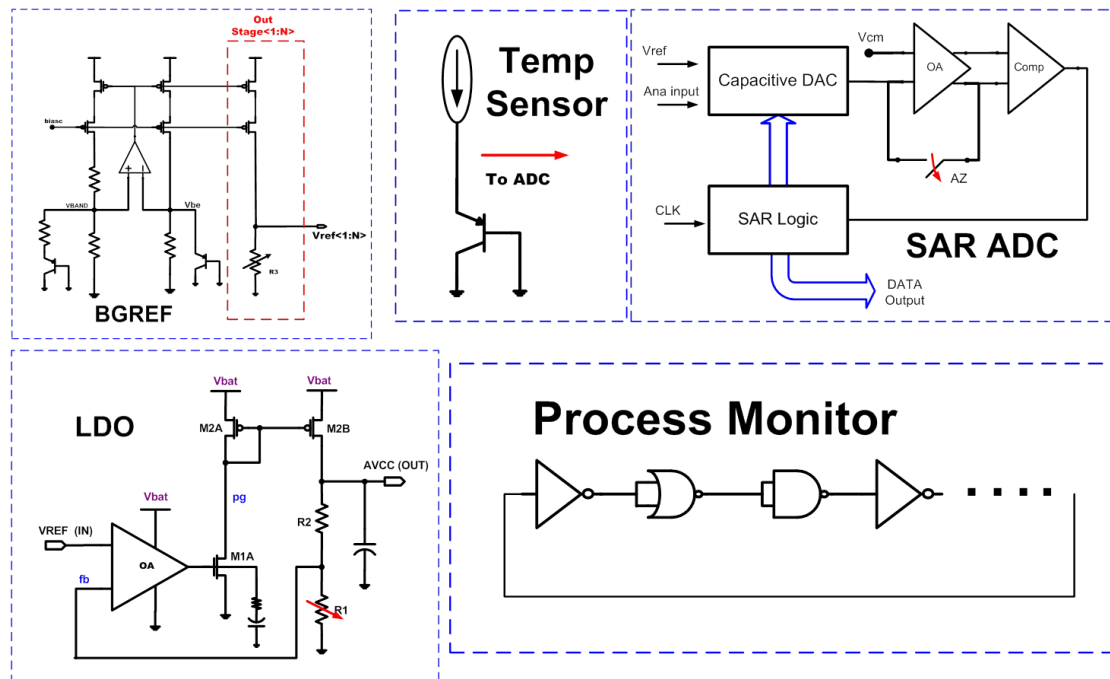 Out
Stage<1:N>
biasc
+
-
VBAND
Vbe
Vref<1:N>
R3
BGREF
Temp
Sensor
To ADC
Vref
Ana input
Capacitive DAC
Vcm
OA
Comp
AZ
CLK
SAR Logic
SAR ADC
DATA
Output
LDO
Vbat
Vbat
M2A
M2B
AVCC (OUT)
pg
Vbat
R2
VREF (IN)
M1A
OA
fb
R1
Process Monitor